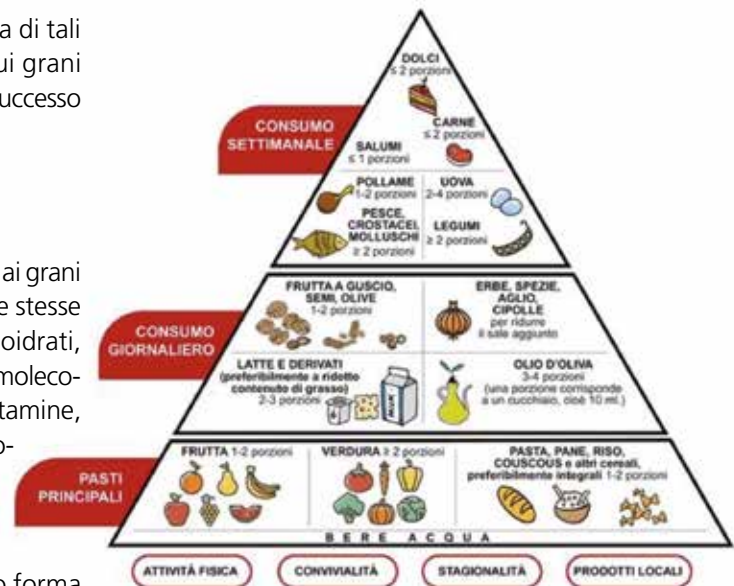 a di tali
ui grani
uccesso
ai grani
e stesse
oidrati,
moleco-
tamine,
o-
o forma
DOLCI
≤ 2 porzioni
CONSUMO
SETTIMANALE
CARNE
≤ 2 porzioni
SALUMI
≤ 1 porzioni
POLLAME
1-2 porzioni
UOVA
2-4 porzioni
PESCE,
CROSTACEI,
MOLLUSCHI
≥ 2 porzioni
LEGUMI
≥ 2 porzioni
CONSUMO
GIORNALIERO
FRUTTA A GUSCIO,
SEMI, OLIVE
1-2 porzioni
ERBE, SPEZIE,
AGLIO,
CIPOLLE
per ridurre
il sale aggiunto
LATTE E DERIVATI
(preferibilmente a ridotto
contenuto di grasso)
2-3 porzioni
MILK
OLIO D'OLIVA
3-4 porzioni
(una porzione corrisponde
a un cucchiaio, cioè 10 ml.)
PASTI
PRINCIPALI
FRUTTA 1-2 porzioni
VERDURA ≥ 2 porzioni
PASTA, PANE, RISO,
COUSCOUS e altri cereali,
preferibilmente integrali 1-2 porzioni
BERE ACQUA
ATTIVITÀ FISICA
CONVIVIALITÀ
STAGIONALITÀ
PRODOTTI LOCALI